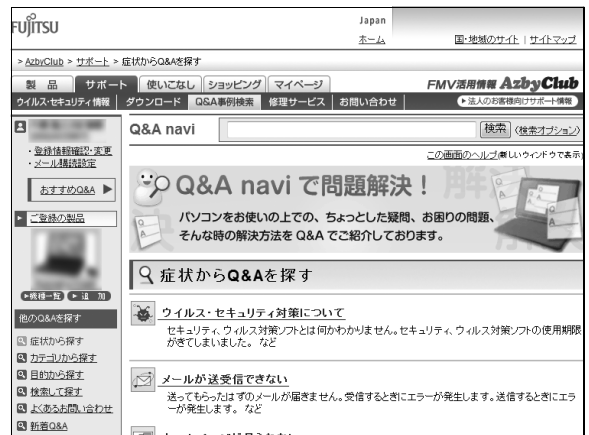 FUJITSU
Japan
ホーム
国・地域のサイト | サイトマップ
> AzbyClub > サポート > 症状からQ&Aを探す
製 品 サポート 使いこなし ショッピング マイページ
FMV活用情報 AzbyClub
ウイルス・セキュリティ情報 ダウンロード Q&A事例検索 修理サービス お問い合わせ
法人のお客様向けサポート情報
・登録情報確認・変更
・メール購読設定
おすすめQ&A
ご登録の製品
機種一覧 追 加
他のQ&Aを探す
症状から探す
カテゴリから探す
目的から探す
検索して探す
よくあるお問い合わせ
新着Q&A
Q&A navi 検索 (検索オプション)
この画面のヘルプ(新しいウィンドウで表示)
Q&A navi で問題解決！
パソコンをお使いの上での、ちょっとした疑問、お困りの問題、
そんな時の解決方法を Q&A でご紹介しております。
症状からQ&Aを探す
ウイルス・セキュリティ対策について
セキュリティ、ウィルス対策ソフトとは何かわかりません。セキュリティ、ウィルス対策ソフトの使用期限
がきてしまいました。 など
メールが送受信できない
送ってもらったはずのメールが届きません。受信するときにエラーが発生します。送信するときにエラ
ーが発生します。 など